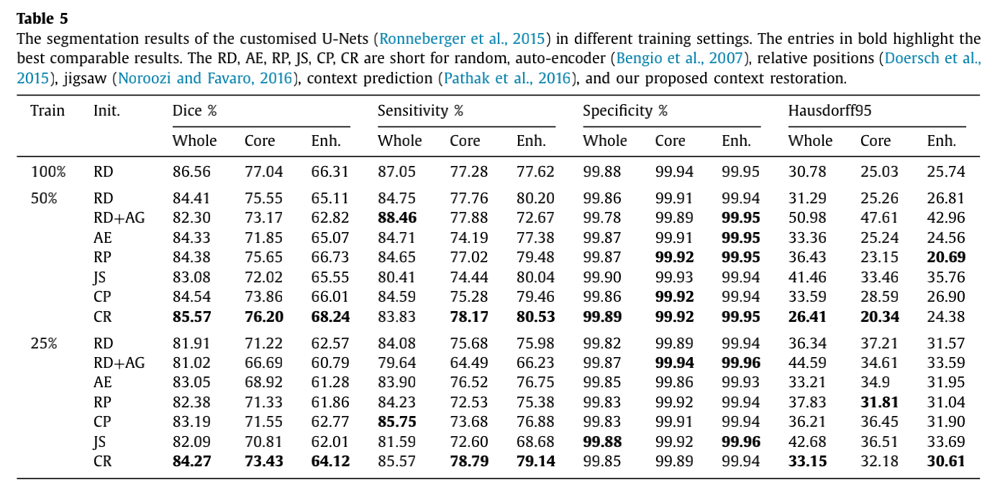 Table 5
The segmentation results of the customised U-Nets (Ronneberger et al., 2015) in different training settings. The entries in bold highlight the
best comparable results. The RD, AE, RP, JS, CP, CR are short for random, auto-encoder (Bengio et al., 2007), relative positions (Doersch et al.,
2015), jigsaw (Noroozi and Favaro, 2016), context prediction (Pathak et al., 2016), and our proposed context restoration.
Train Init. Dice % Sensitivity % Specificity % Hausdorff95
Whole Core Enh. Whole Core Enh. Whole Core Enh. Whole Core Enh.
100% RD 86.56 77.04 66.31 87.05 77.28 77.62 99.88 99.94 99.95 30.78 25.03 25.74
50% RD 84.41 75.55 65.11 84.75 77.76 80.20 99.86 99.91 99.94 31.29 25.26 26.81
RD+AG 82.30 73.17 62.82 88.46 77.88 72.67 99.78 99.89 99.95 50.98 47.61 42.96
AE 84.33 71.85 65.07 84.71 74.19 77.38 99.87 99.91 99.95 33.36 25.24 24.56
RP 84.38 75.65 66.73 84.65 77.02 79.48 99.87 99.92 99.95 36.43 23.15 20.69
JS 83.08 72.02 65.55 80.41 74.44 80.04 99.90 99.93 99.94 41.46 33.46 35.76
CP 84.54 73.86 66.01 84.59 75.28 79.46 99.86 99.92 99.94 33.59 28.59 26.90
CR 85.57 76.20 68.24 83.83 78.17 80.53 99.89 99.92 99.95 26.41 20.34 24.38
25% RD 81.91 71.22 62.57 84.08 75.68 75.98 99.82 99.89 99.94 36.34 37.21 31.57
RD+AG 81.02 66.69 60.79 79.64 64.49 66.23 99.87 99.94 99.96 44.59 34.61 33.59
AE 83.05 68.92 61.28 83.90 76.52 76.75 99.85 99.86 99.93 33.21 34.9 31.95
RP 82.38 71.33 61.86 84.23 72.53 75.38 99.83 99.92 99.94 37.83 31.81 31.04
CP 83.19 71.55 62.77 85.75 73.68 76.88 99.83 99.91 99.94 36.21 36.45 31.90
JS 82.09 70.81 62.01 81.59 72.60 68.68 99.88 99.92 99.96 42.68 36.51 33.69
CR 84.27 73.43 64.12 85.57 78.79 79.14 99.85 99.89 99.94 33.15 32.18 30.61